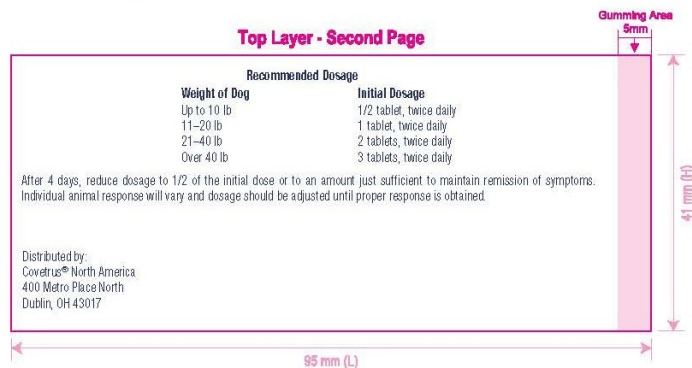 Gumming Area
5mm
Top Layer - Second Page
Recommended Dosage
Weight of Dog Initial Dosage
Up to 10 lb 1/2 tablet, twice daily
11–20 lb 1 tablet, twice daily
21–40 lb 2 tablets, twice daily
Over 40 lb 3 tablets, twice daily
After 4 days, reduce dosage to 1/2 of the initial dose or to an amount just sufficient to maintain remission of symptoms.
Individual animal response will vary and dosage should be adjusted until proper response is obtained.
Distributed by:
Covetrus® North America
400 Metro Place North
Dublin, OH 43017
41 mm (H)
95 mm (L)